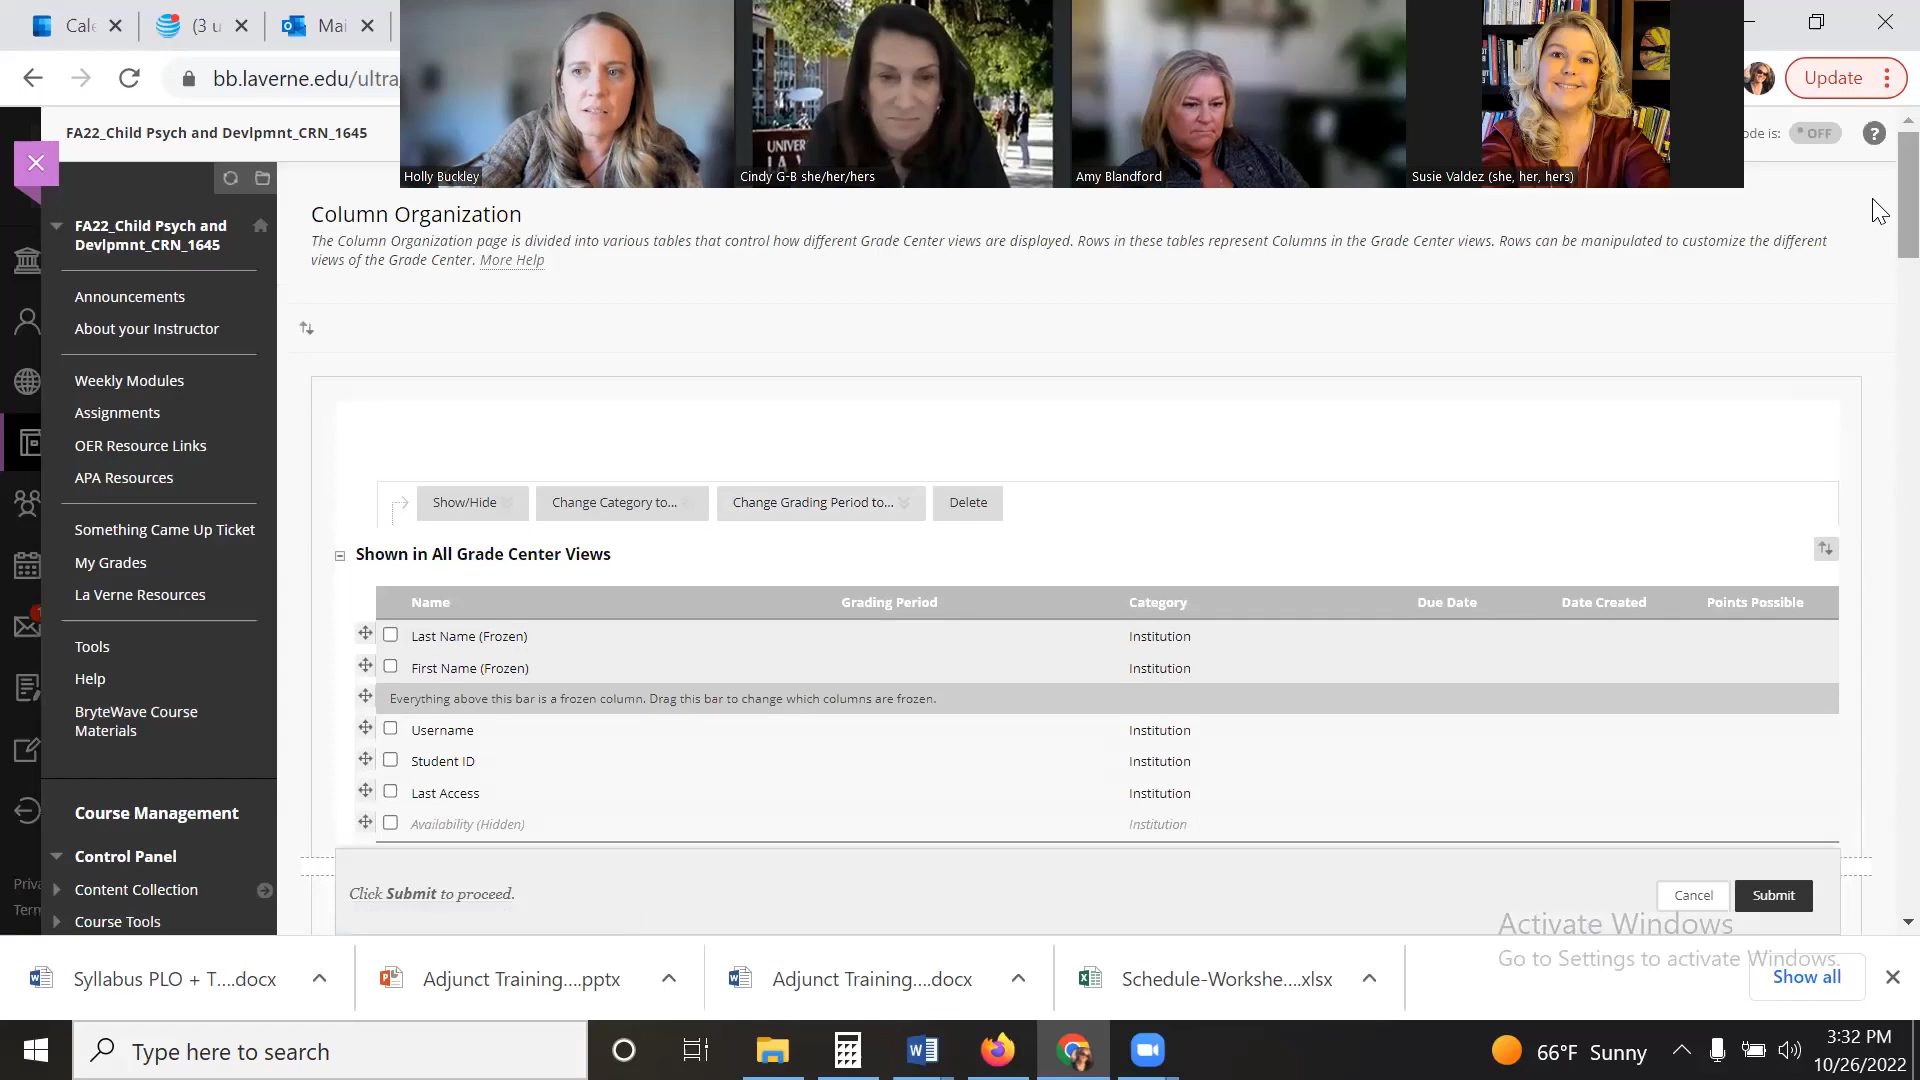 Cale
(3 u
Mai
bb.laverne.edu/ultra
Update
Holly Buckley
UNIVER
LA V
Cindy G-B she/her/hers
Amy Blandford
Susie Valdez (she, her, hers)
FA22_Child Psych and Devlpmnt_CRN_1645
ode is:
OFF
?
FA22_Child Psych and
Devlpmnt_CRN_1645
Announcements
About your Instructor
Weekly Modules
Assignments
OER Resource Links
APA Resources
Something Came Up Ticket
My Grades
La Verne Resources
Tools
Help
BryteWave Course
Materials
Course Management
Control Panel
Content Collection
Course Tools
Priva
Term
Column Organization
The Column Organization page is divided into various tables that control how different Grade Center views are displayed. Rows in these tables represent Columns in the Grade Center views. Rows can be manipulated to customize the different
views of the Grade Center. More Help
Show/Hide
Change Category to...
Change Grading Period to...
Delete
Shown in All Grade Center Views
Name Grading Period Category Due Date Date Created Points Possible
Last Name (Frozen) Institution
First Name (Frozen) Institution
Everything above this bar is a frozen column. Drag this bar to change which columns are frozen.
Username Institution
Student ID Institution
Last Access Institution
Availability (Hidden) Institution
Click Submit to proceed.
Cancel
Submit
Activate Windows
Go to Settings to activate Windows.
Syllabus PLO + T....docx
Adjunct Training....pptx
Adjunct Training....docx
Schedule-Workshe....xlsx
Show all
Type here to search
66°F Sunny
3:32 PM
10/26/2022